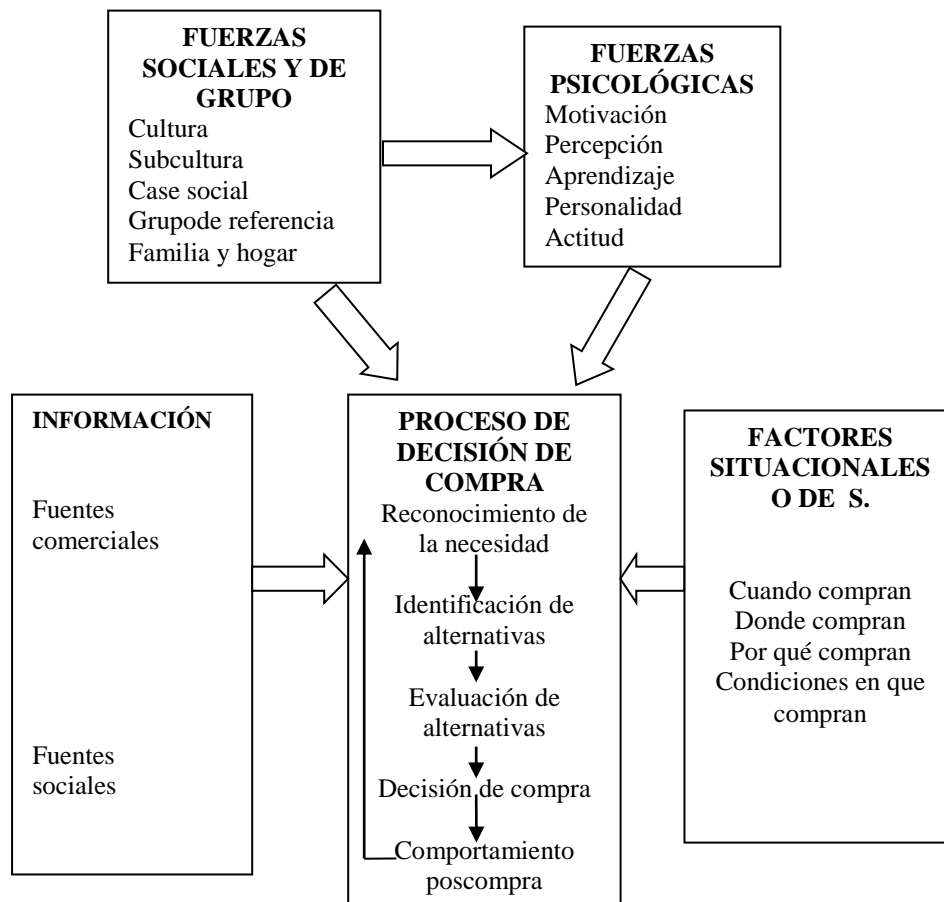 FUERZAS
SOCIALES Y DE
GRUPO
Cultura
Subcultura
Case social
Grupode referencia
Familia y hogar
FUERZAS
PSICOLÓGICAS
Motivación
Percepción
Aprendizaje
Personalidad
Actitud
INFORMACIÓN
Fuentes
comerciales
Fuentes
sociales
PROCESO DE
DECISIÓN DE
COMPRA
Reconocimiento de
la necesidad
Identificación de
alternativas
Evaluación de
alternativas
Decisión de compra
Comportamiento
poscompra
FACTORES
SITUACIONALES
O DE S.
Cuando compran
Donde compran
Por qué compran
Condiciones en que
compran